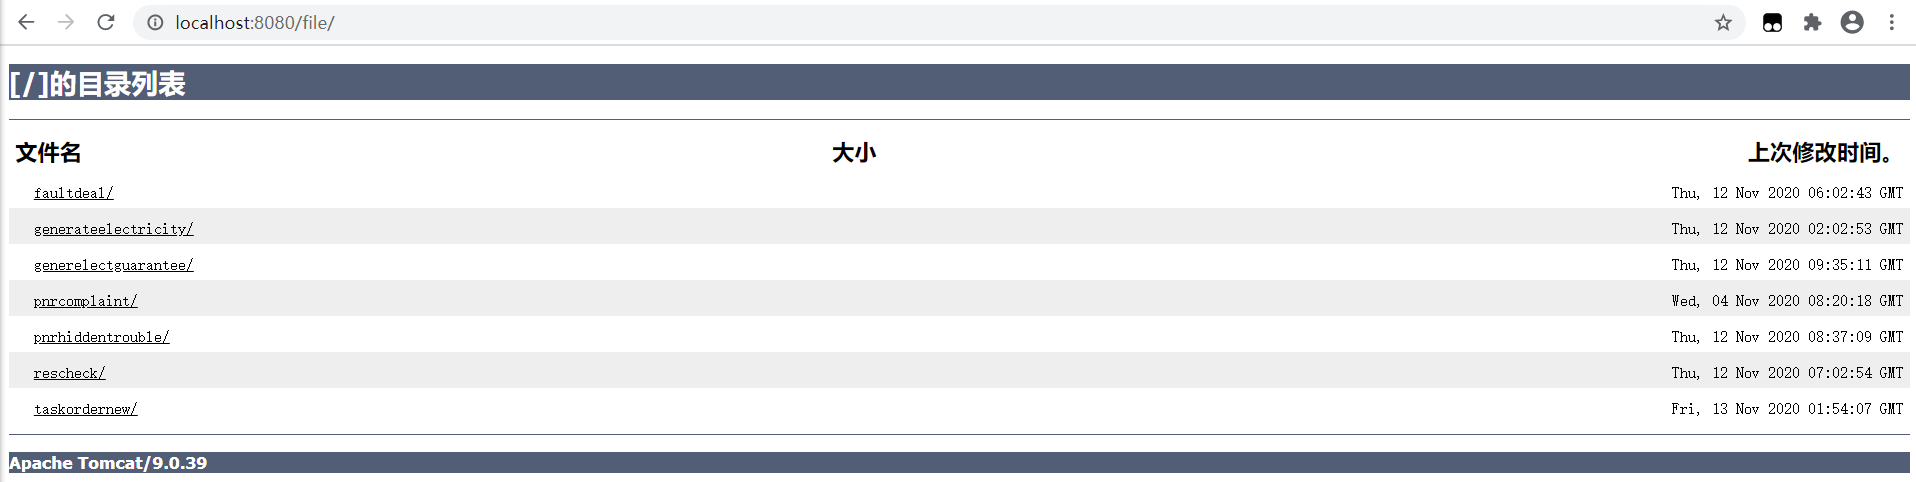 localhost:8080/file/
[/]的目录列表
文件名 大小 上次修改时间。
faultdeal/ Thu, 12 Nov 2020 06:02:43 GMT
generateelectricity/ Thu, 12 Nov 2020 02:02:53 GMT
generelectguarantee/ Thu, 12 Nov 2020 09:35:11 GMT
pnrcomplaint/ Wed, 04 Nov 2020 08:20:18 GMT
pnrhiddentrouble/ Thu, 12 Nov 2020 08:37:09 GMT
rescheck/ Thu, 12 Nov 2020 07:02:54 GMT
taskordernew/ Fri, 13 Nov 2020 01:54:07 GMT
Apache Tomcat/9.0.39